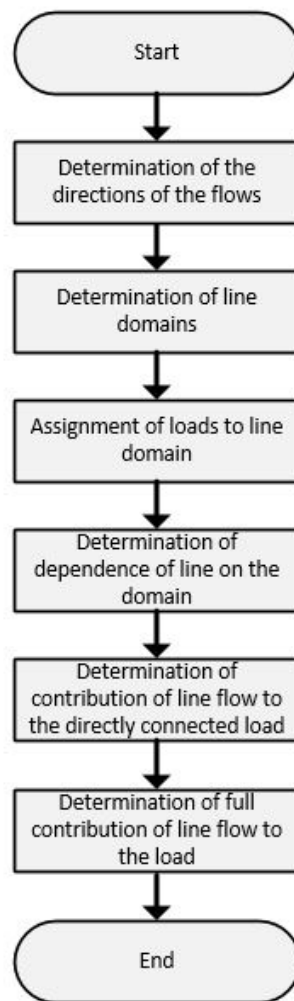 Start
Determination of the
directions of the flows
Determination of line
domains
Assignment of loads to line
domain
Determination of
dependence of line on the
domain
Determination of
contribution of line flow to
the directly connected load
Determination of full
contribution of line flow to
the load
End